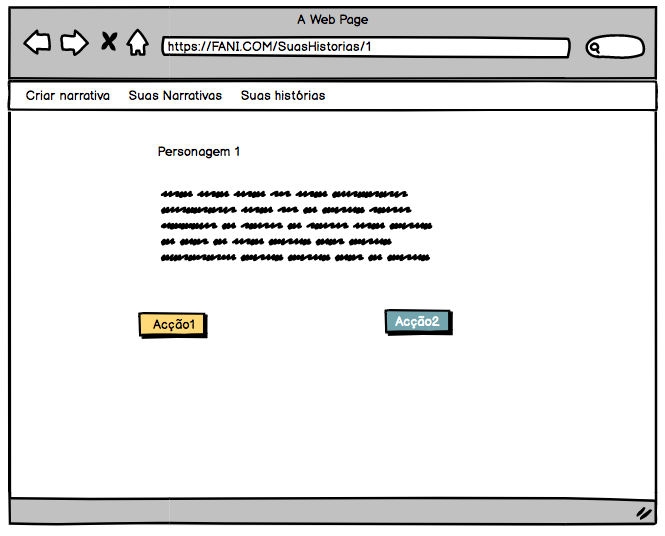 A Web Page
https://FANI.COM/SuasHistorias/1
Criar narrativa Suas Narrativas Suas histórias
Personagem 1
Acção1 Acção2